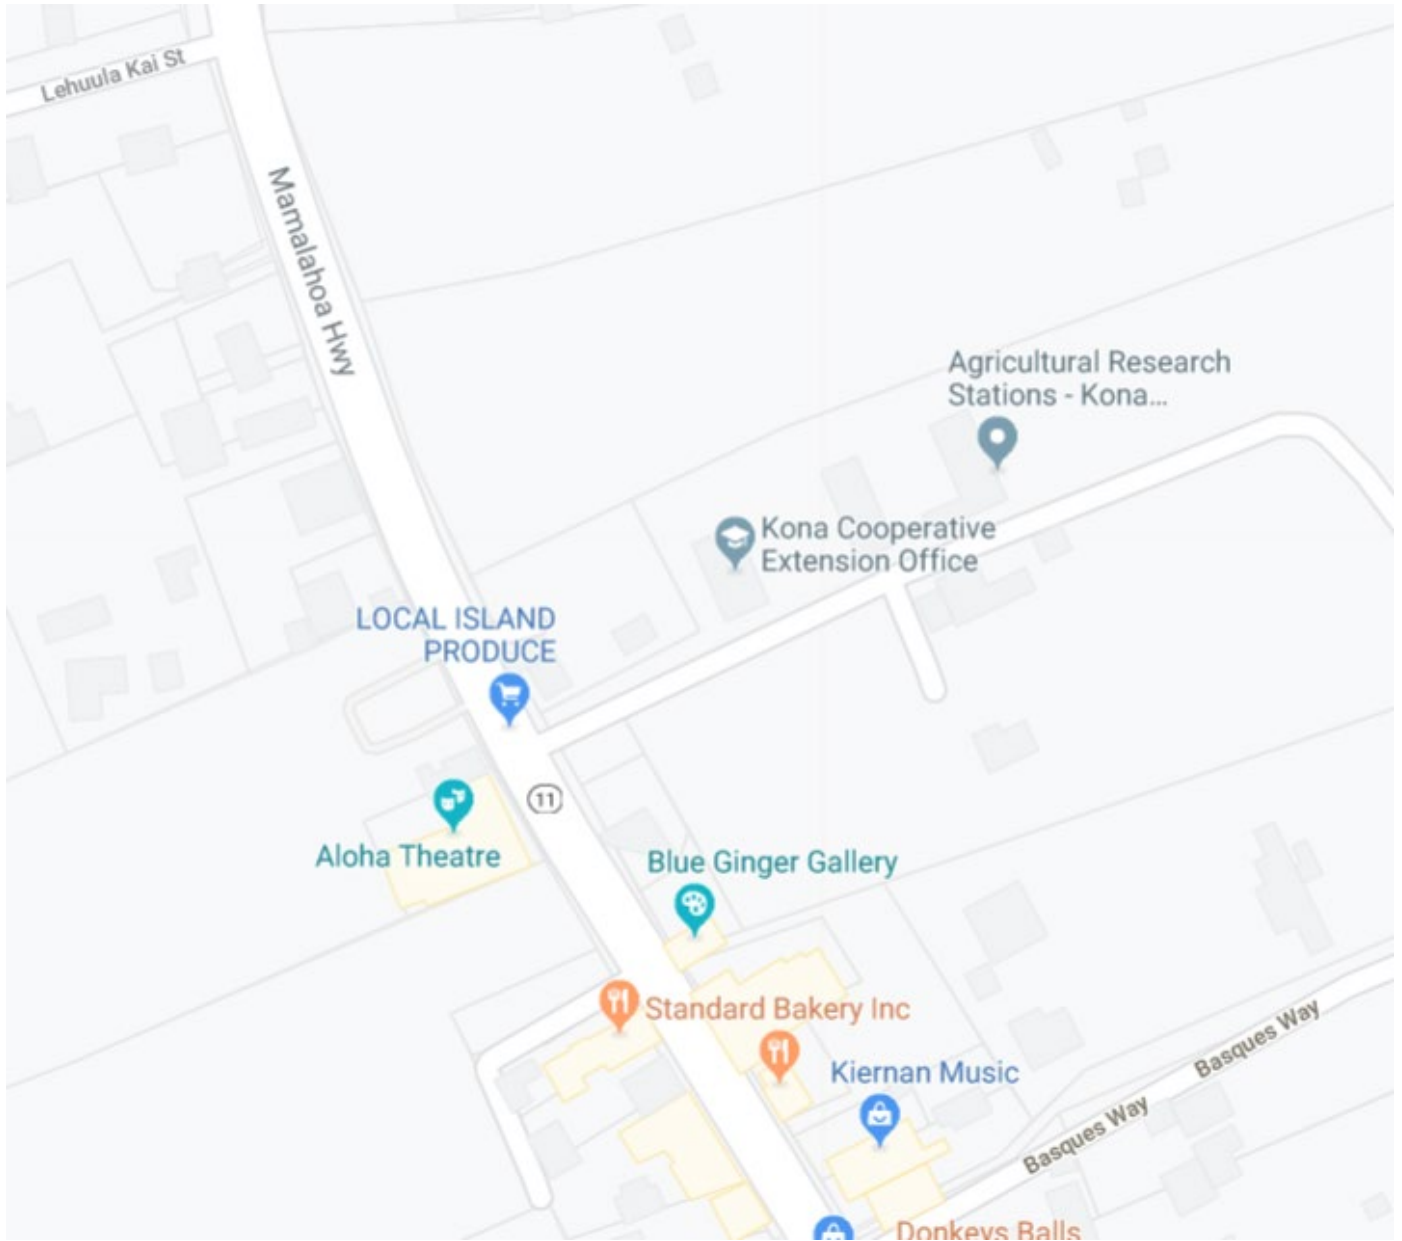 Lehuula Kai St
Mamalahoa Hwy
Agricultural Research
Stations - Kona...
Kona Cooperative
Extension Office
LOCAL ISLAND
PRODUCE
11
Aloha Theatre
Blue Ginger Gallery
Standard Bakery Inc
Kiernan Music
Basques Way
Basques Way
Donkeys Balls